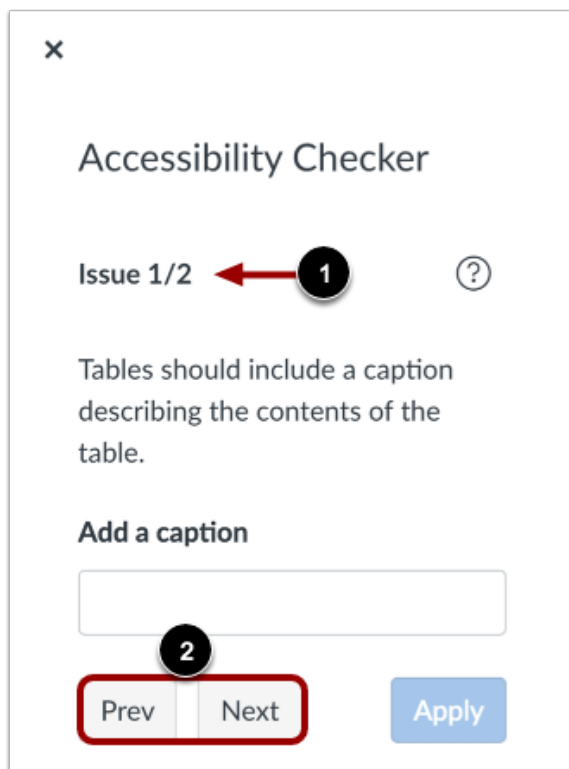 ×
Accessibility Checker
Issue 1/2 1 ?
Tables should include a caption
describing the contents of the
table.
Add a caption
2
Prev Next Apply